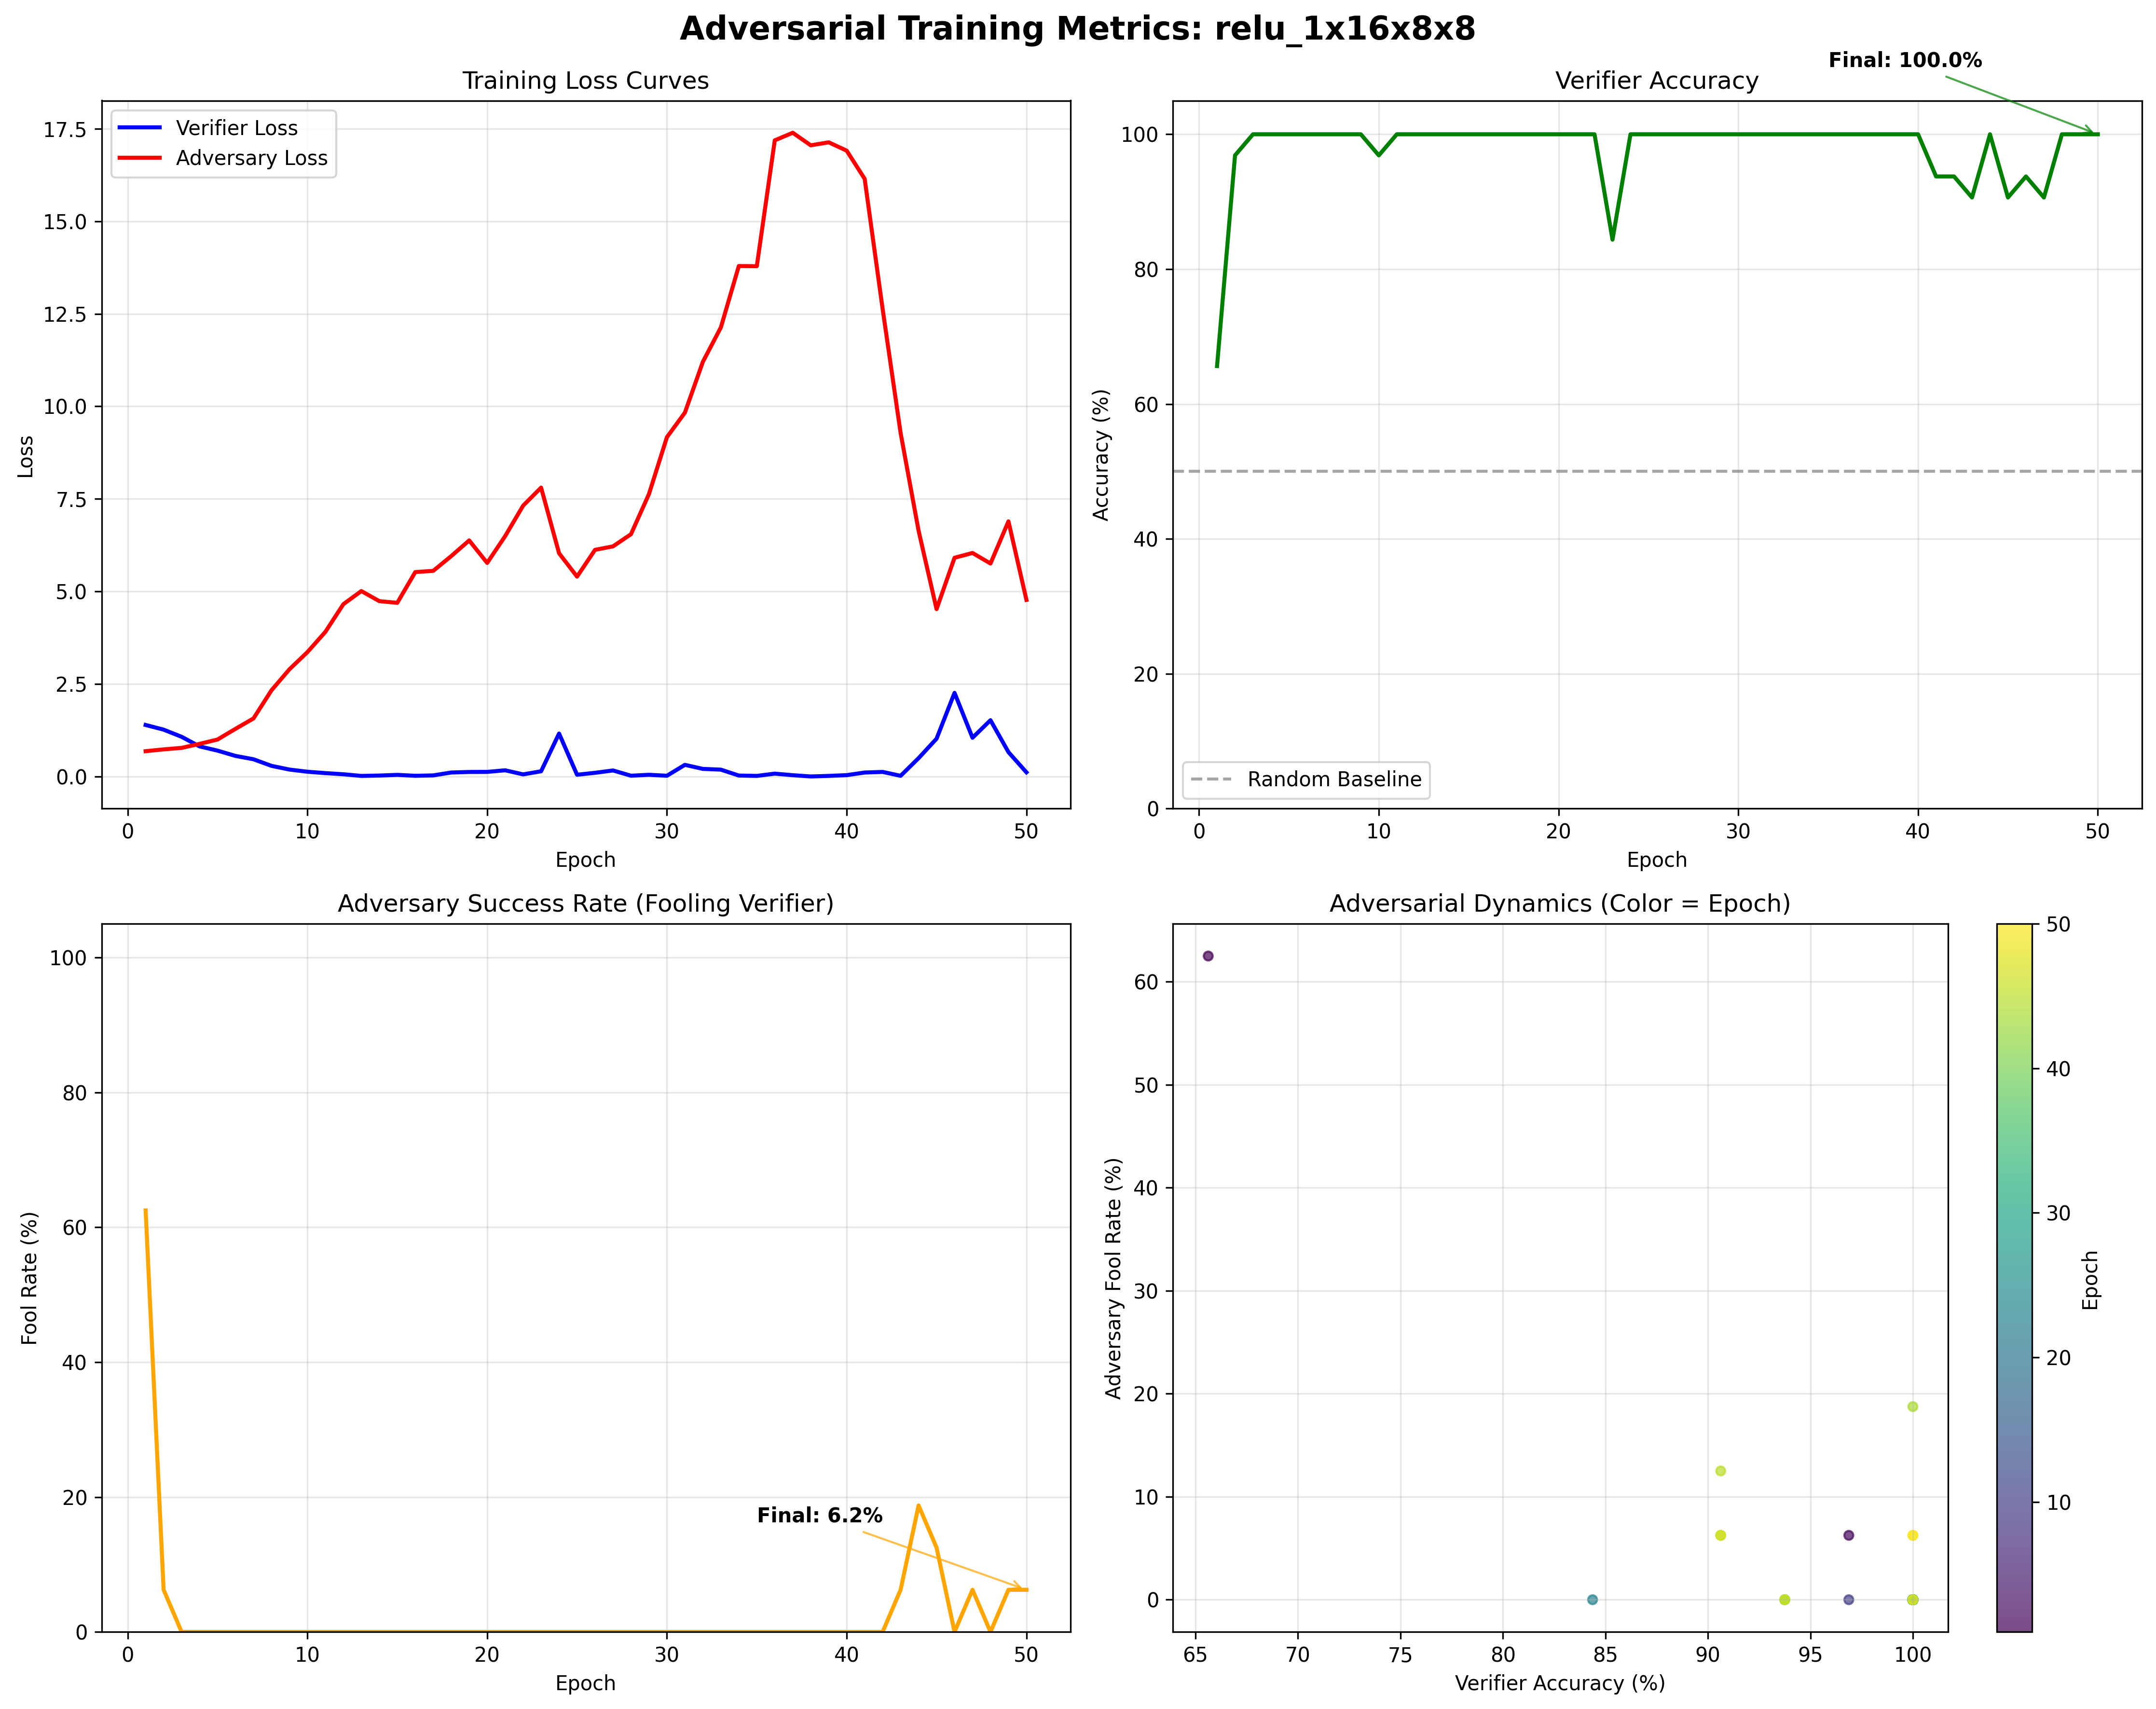 Adversarial Training Metrics: relu_1x16x8x8
Training Loss Curves
Verifier Loss
Adversary Loss
17.5
15.0
12.5
10.0
7.5
5.0
2.5
0.0
Loss
0 10 20 30 40 50
Epoch
Verifier Accuracy
Final: 100.0%
100
80
60
40
20
0
Accuracy (%)
Random Baseline
0 10 20 30 40 50
Epoch
Adversary Success Rate (Fooling Verifier)
100
80
60
40
20
0
Fool Rate (%)
Final: 6.2%
0 10 20 30 40 50
Epoch
Adversarial Dynamics (Color = Epoch)
60
50
40
30
20
10
0
Adversary Fool Rate (%)
65 70 75 80 85 90 95 100
Verifier Accuracy (%)
50
40
30
20
10
Epoch